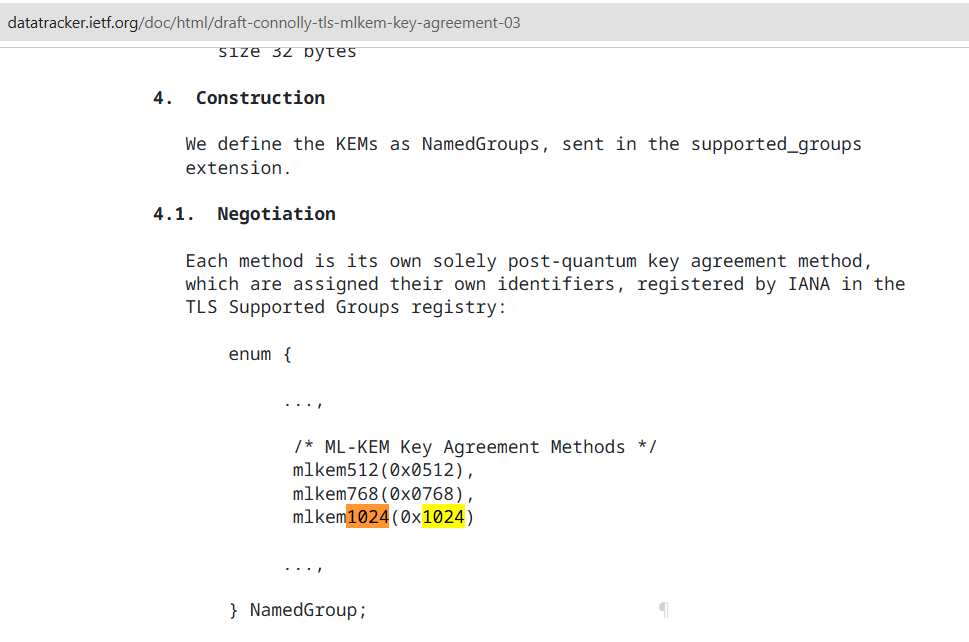 datatracker.ietf.org/doc/html/draft-connolly-tls-mlkem-key-agreement-03
size 32 bytes
4. Construction
We define the KEMs as NamedGroups, sent in the supported_groups
extension.
4.1. Negotiation
Each method is its own solely post-quantum key agreement method,
which are assigned their own identifiers, registered by IANA in the
TLS Supported Groups registry:
enum {
...,
/* ML-KEM Key Agreement Methods */
mlkem512(0x0512),
mlkem768(0x0768),
mlkem1024(0x1024)
...,
} NamedGroup; ¶